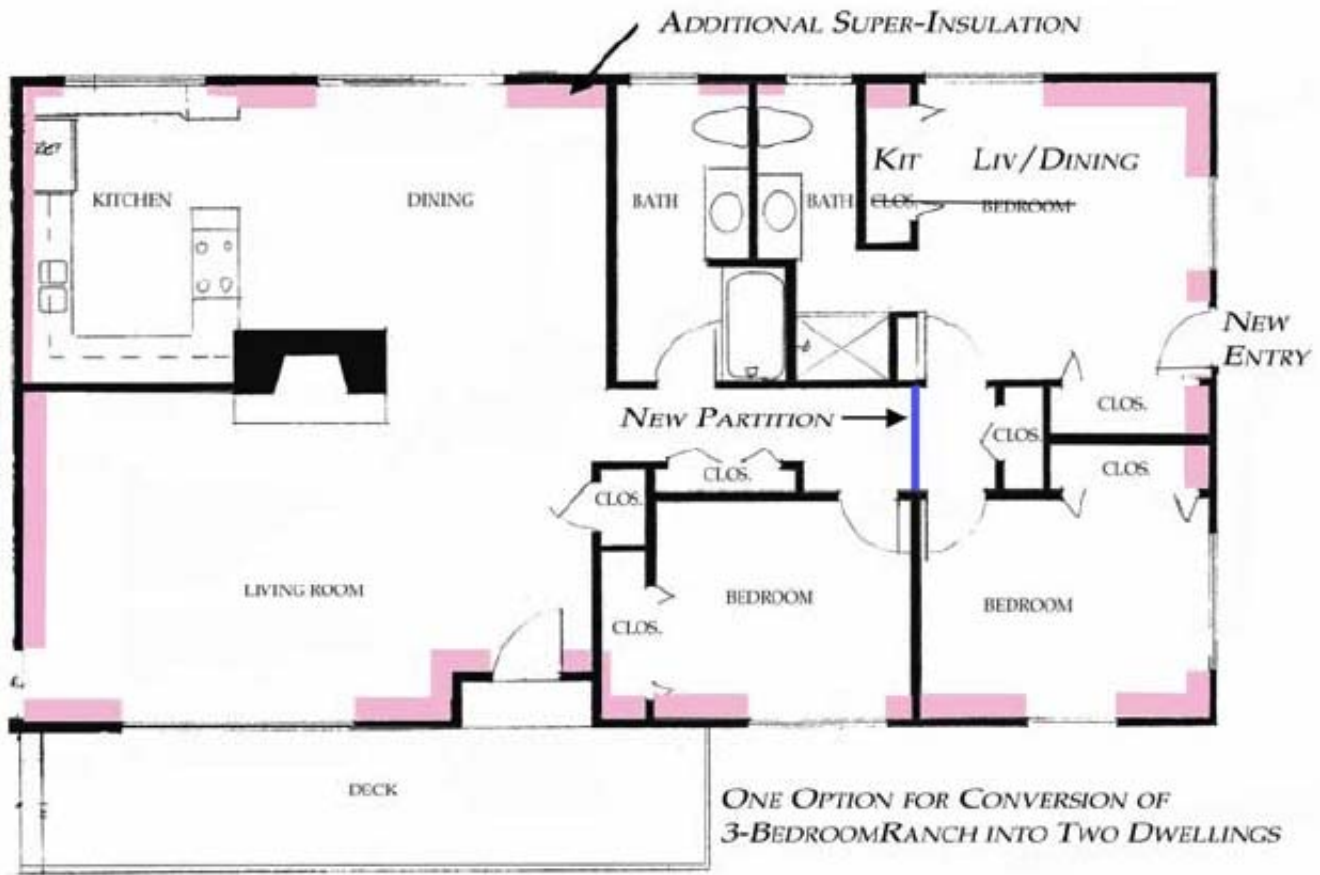 ADDITIONAL SUPER-INSULATION
KIT LIV/DINING
KITCHEN
DINING
BATH
BATH
CLOS.
BEDROOM
NEW
ENTRY
NEW PARTITION
CLOS.
CLOS.
CLOS.
CLOS.
CLOS.
LIVING ROOM
BEDROOM
BEDROOM
CLOS.
DECK
ONE OPTION FOR CONVERSION OF
3-BEDROOMRANCH INTO TWO DWELLINGS